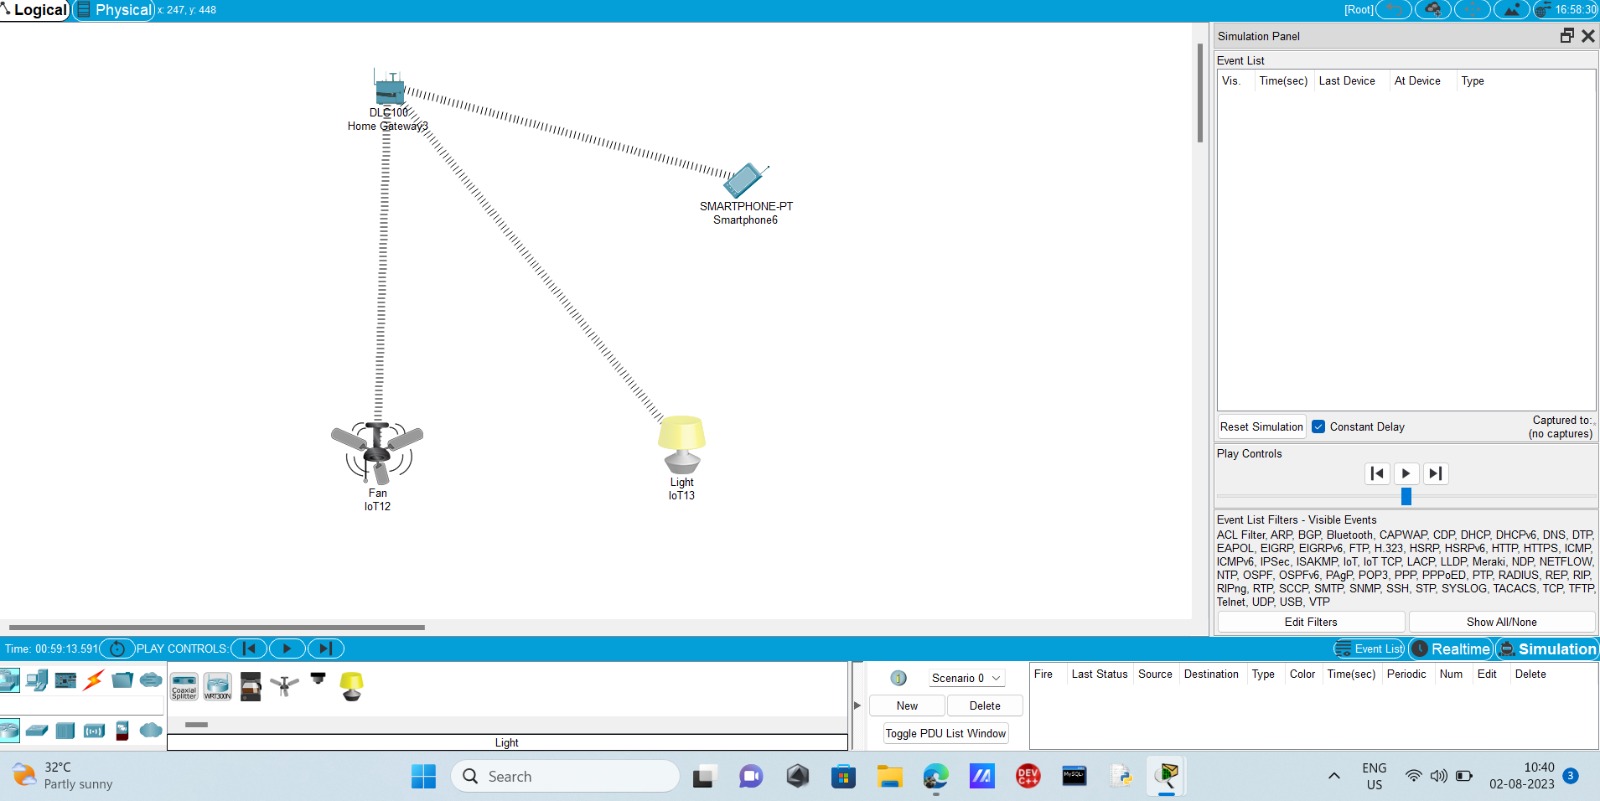 Logical
Physical x: 247, y: 448
[Root]
16:58:30
DLC100
Home Gateway3
SMARTPHONE-PT
Smartphone6
Fan
IoT12
Light
IoT13
Simulation Panel
Event List
Vis. Time(sec) Last Device At Device Type
Reset Simulation Constant Delay
Captured to:
(no captures)
Play Controls
Event List Filters - Visible Events
ACL Filter, ARP, BGP, Bluetooth, CAPWAP, CDP, DHCP, DHCPv6, DNS, DTP,
EAPOL, EIGRP, EIGRPv6, FTP, H.323, HSRP, HSRPv6, HTTP, HTTPS, ICMP,
ICMPv6, IPSec, ISAKMP, IoT, IoT TCP, LACP, LLDP, Meraki, NDP, NETFLOW,
NTP, OSPF, OSPFv6, PAgP, POP3, PPP, PPPoED, PTP, RADIUS, REP, RIP,
RIPng, RTP, SCCP, SMTP, SNMP, SSH, STP, SYSLOG, TACACS, TCP, TFTP,
Telnet, UDP, USB, VTP
Edit Filters Show All/None
Time: 00:59:13.591 PLAY CONTROLS:
Event List Realtime Simulation
Coaxial
Splitter
WRT300N
Light
Scenario 0
New Delete
Toggle PDU List Window
Fire Last Status Source Destination Type Color Time(sec) Periodic Num Edit Delete
32°C
Partly sunny
Search
DEV
C++
MySQL
ENG
US
10:40
02-08-2023
3